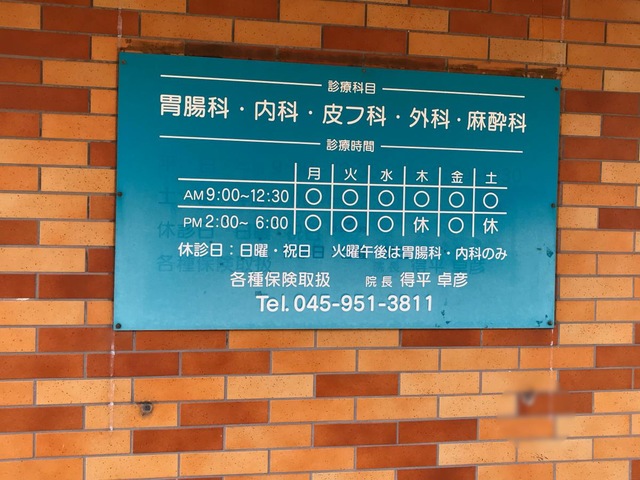 診療科目
胃腸科・内科・皮フ科・外科・麻酔科
診療時間
月 火 水 木 金 土
AM 9:00~12:30 ○ ○ ○ ○ ○ ○
PM 2:00~ 6:00 ○ ○ ○ 休 ○ 休
休診日：日曜・祝日 火曜午後は胃腸科・内科のみ
各種保険取扱 院長 得平 卓彦
Tel. 045-951-3811